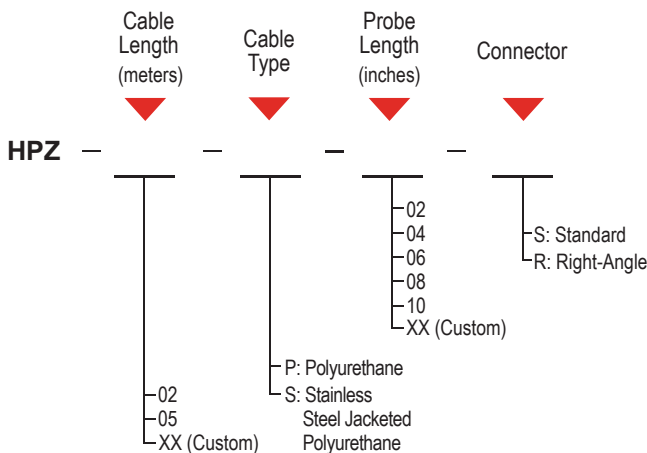 Cable
Length
(meters)
Cable
Type
Probe
Length
(inches)
Connector
HPZ — — — —
02
04
06
08
10
XX (Custom)
S: Standard
R: Right-Angle
P: Polyurethane
S: Stainless
Steel Jacketed
Polyurethane
02
05
XX (Custom)